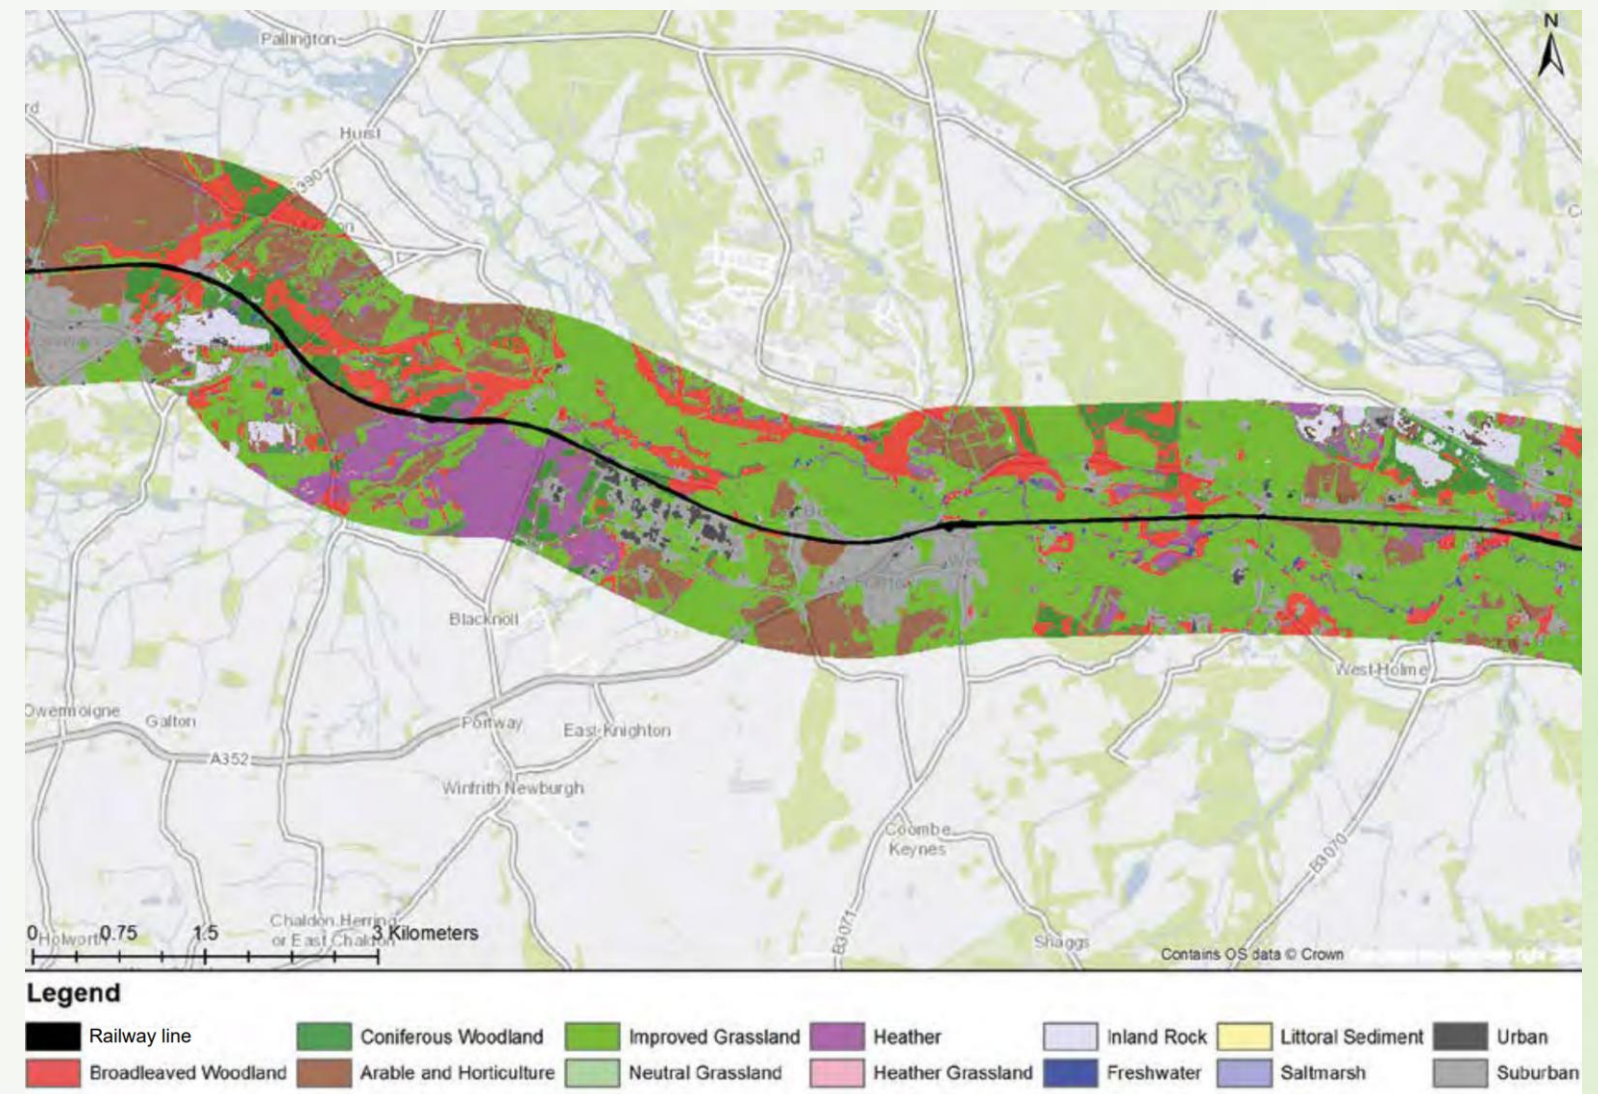 N
Pallington
rd
Hurst
Blacknoll
Owermoigne
Galton
Portway
East-Knighton
West-Holme
A352
Winfrith Newburgh
Coombe
Keynes
B3070
B3071
Chaldon Herring
or East Chaldon
Holworth
Shaggs
0 0.75 1.5 3 Kilometers
Contains OS data © Crown
Legend
Railway line Coniferous Woodland Improved Grassland Heather Inland Rock Littoral Sediment Urban
Broadleaved Woodland Arable and Horticulture Neutral Grassland Heather Grassland Freshwater Saltmarsh Suburban